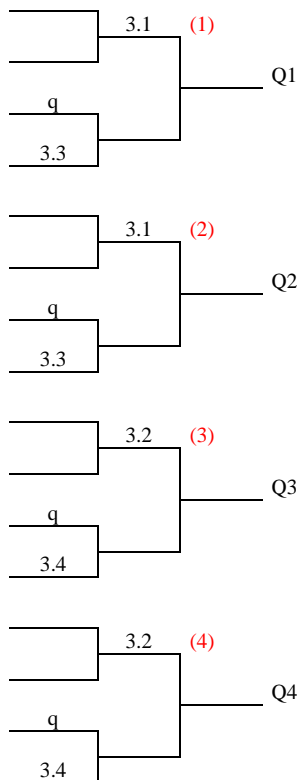 3.1 (1)
Q1
q
3.3
3.1 (2)
Q2
q
3.3
3.2 (3)
Q3
q
3.4
3.2 (4)
Q4
q
3.4